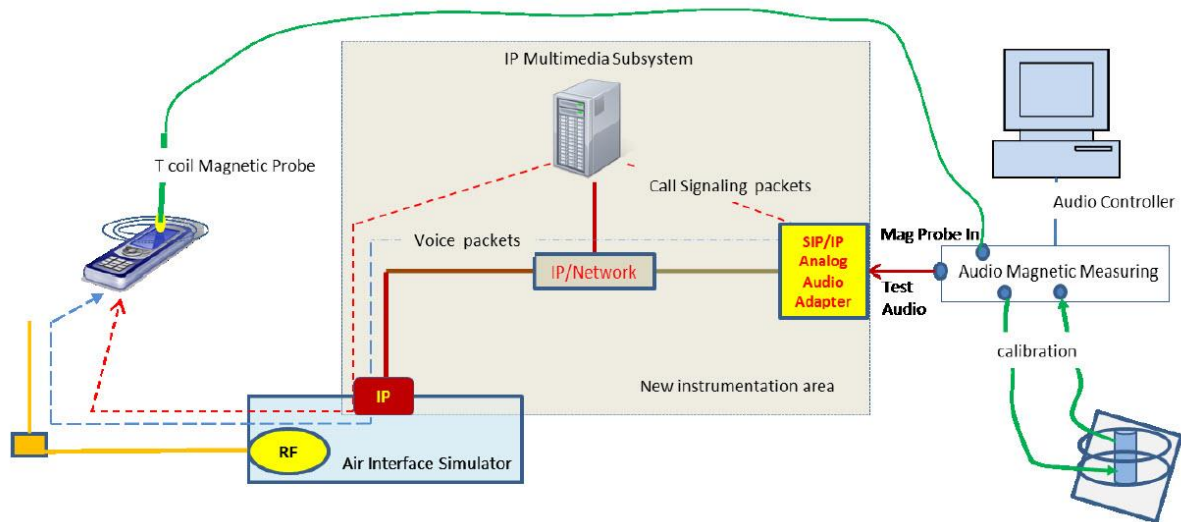 IP Multimedia Subsystem
T coil Magnetic Probe
Call Signaling packets
Audio Controller
Voice packets
IP/Network
SIP/IP
Analog
Audio
Adapter
Mag Probe In
Test
Audio
Audio Magnetic Measuring
calibration
New instrumentation area
IP
RF
Air Interface Simulator